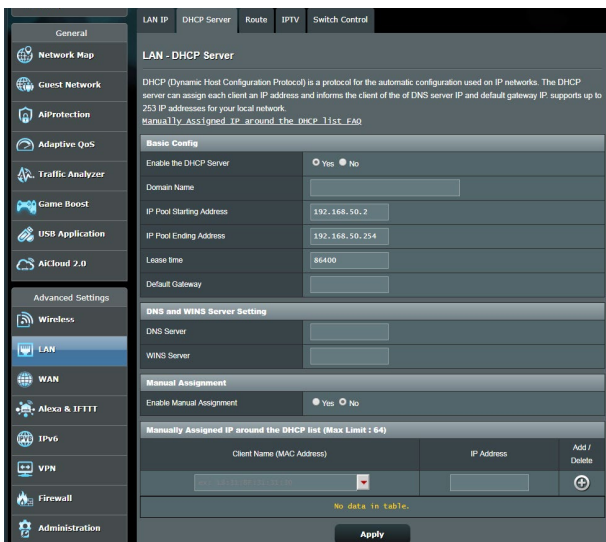 General
Network Map
Guest Network
AiProtection
Adaptive QoS
Traffic Analyzer
Game Boost
USB Application
AiCloud 2.0
Advanced Settings
Wireless
LAN
WAN
Alexa & IFTTT
IPv6
VPN
Firewall
Administration
LAN IP DHCP Server Route IPTV Switch Control
LAN - DHCP Server
DHCP (Dynamic Host Configuration Protocol) is a protocol for the automatic configuration used on IP networks. The DHCP
server can assign each client an IP address and informs the client of the of DNS server IP and default gateway IP. supports up to
253 IP addresses for your local network.
Manually Assigned IP around the DHCP list FAQ
Basic Config
Enable the DHCP Server Yes No
Domain Name
IP Pool Starting Address 192.168.50.2
IP Pool Ending Address 192.168.50.254
Lease time 86400
Default Gateway
DNS and WINS Server Setting
DNS Server
WINS Server
Manual Assignment
Enable Manual Assignment Yes No
Manually Assigned IP around the DHCP list (Max Limit : 64)
Client Name (MAC Address) IP Address Add /
Delete
No data in table.
Apply